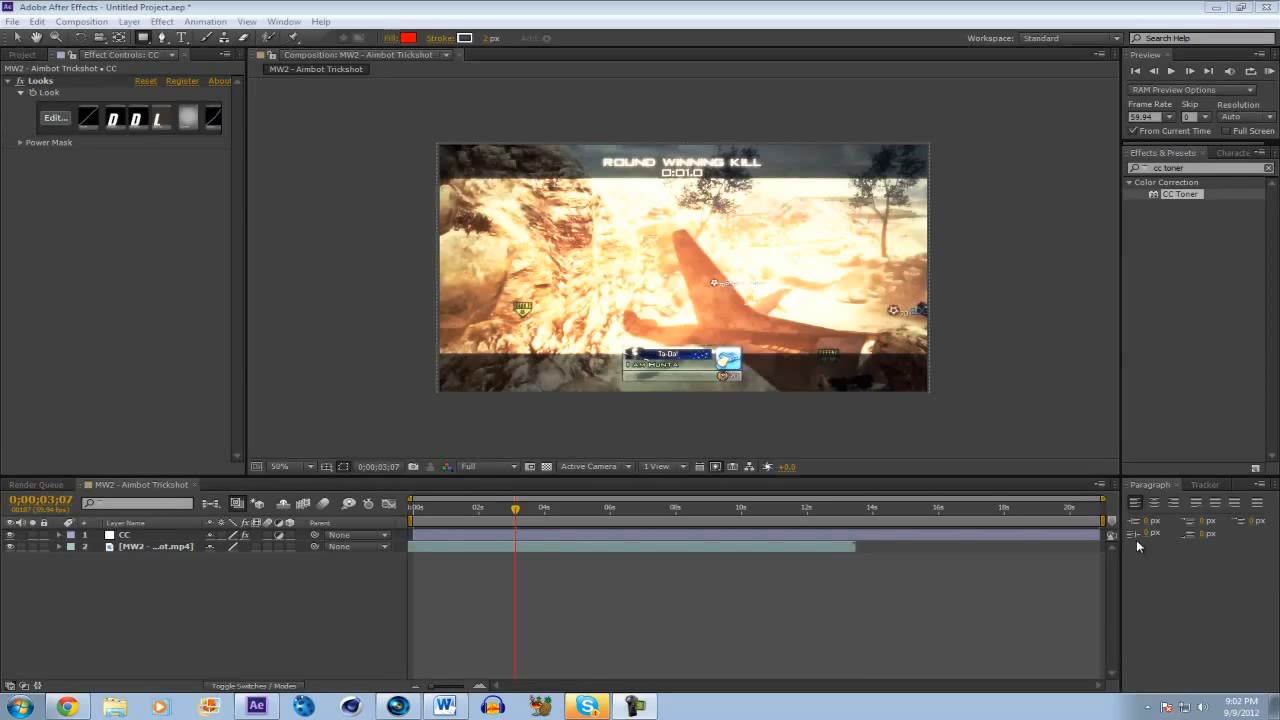 Adobe After Effects - Untitled Project.aep *
File Edit Composition Layer Effect Animation View Window Help
Fill: Stroke: 2 px Add:
Workspace: Standard
Search Help
Project Effect Controls: CC
MW2 - Aimbot Trickshot • CC
Looks Reset Register About
Look
Edit... D D L
Power Mask
Composition: MW2 - Aimbot Trickshot
MW2 - Aimbot Trickshot
ROUND WINNING KILL
0:01.0
Ta-Da!
I AM HUNTA
50% 0;00;03;07 Full Active Camera 1 View +0.0
Preview
RAM Preview Options
Frame Rate Skip Resolution
59.94 0 Auto
From Current Time Full Screen
Effects & Presets Characte
cc toner
Color Correction
CC Toner
Render Queue MW2 - Aimbot Trickshot
0;00;03;07
00187 (59.94 fps)
# Layer Name Parent
1 CC None
2 [MW2 - ...ot.mp4] None
:00s 02s 04s 06s 08s 10s 12s 14s 16s 18s 20s
Toggle Switches / Modes
Paragraph Tracker
0 px 0 px 0 px
0 px 0 px
9:02 PM
9/9/2012